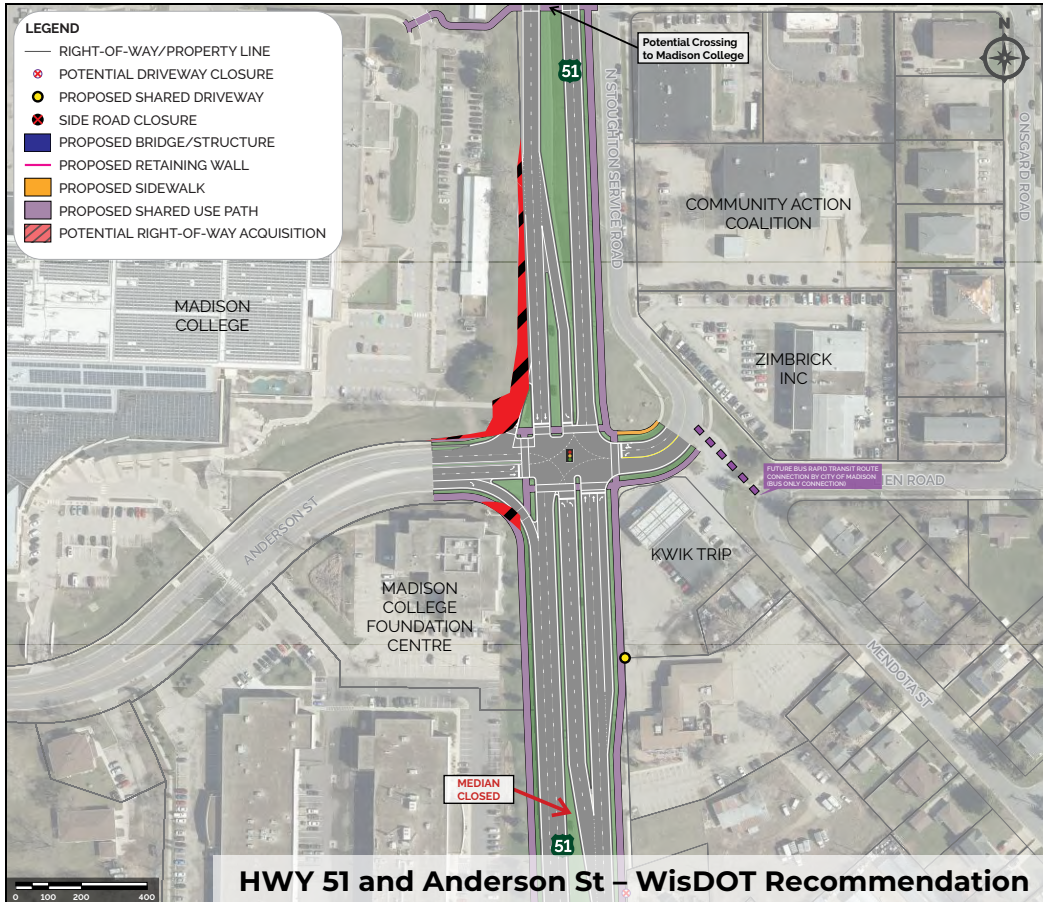 LEGEND
RIGHT-OF-WAY/PROPERTY LINE
POTENTIAL DRIVEWAY CLOSURE
PROPOSED SHARED DRIVEWAY
SIDE ROAD CLOSURE
PROPOSED BRIDGE/STRUCTURE
PROPOSED RETAINING WALL
PROPOSED SIDEWALK
PROPOSED SHARED USE PATH
POTENTIAL RIGHT-OF-WAY ACQUISITION
Potential Crossing
to Madison College
N
51
N STOUGHTON SERVICE ROAD
ONSGARD ROAD
COMMUNITY ACTION
COALITION
MADISON
COLLEGE
ZIMBRICK
INC
FUTURE BUS RAPID TRANSIT ROUTE
CONNECTION BY CITY OF MADISON
(BUS ONLY CONNECTION)
EN ROAD
ANDERSON ST
KWIK TRIP
MADISON
COLLEGE
FOUNDATION
CENTRE
MENDOTA ST
MEDIAN
CLOSED
51
HWY 51 and Anderson St – WisDOT Recommendation
0 100 200 400